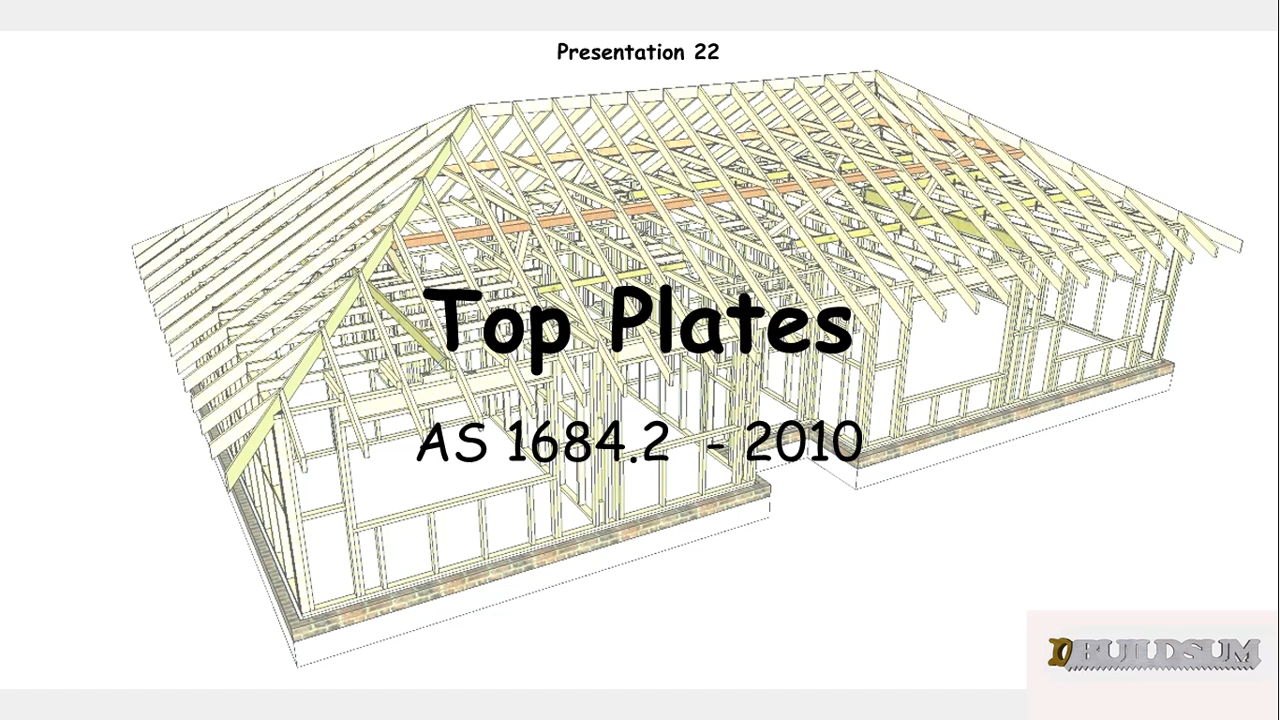 Presentation 22
Top Plates
AS 1684.2 - 2010
BUILDSUM